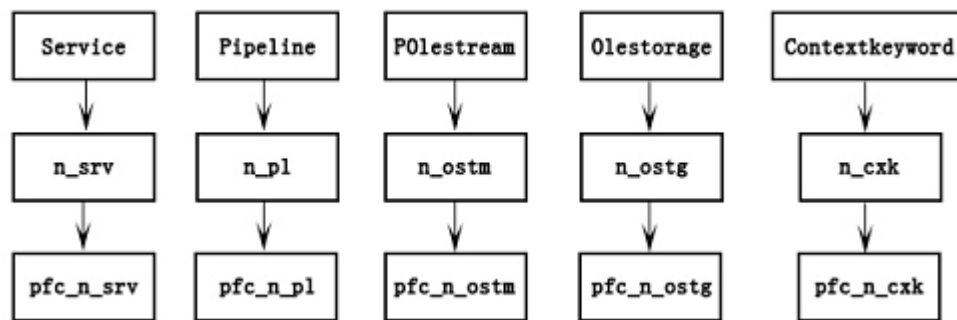 Service Pipeline POlestream Olestorage Contextkeyword
n_srv n_pl n_ostm n_ostg n_cxk
pfc_n_srv pfc_n_pl pfc_n_ostm pfc_n_ostg pfc_n_cxk